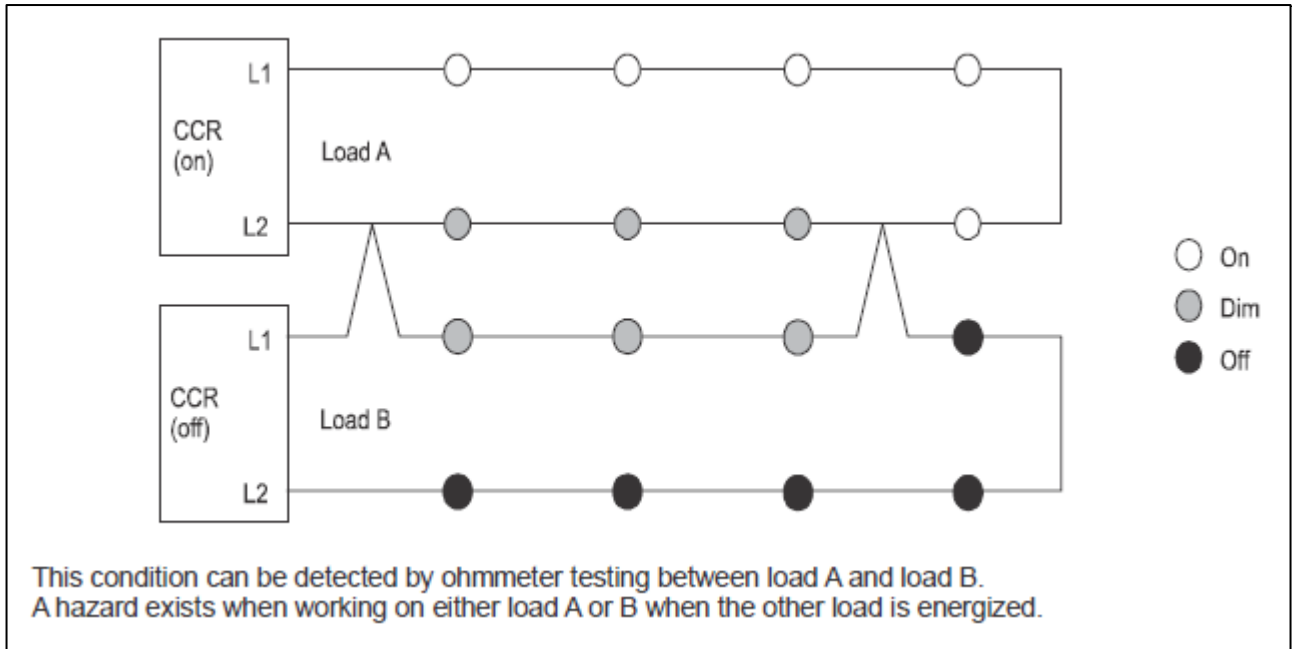 L1
CCR
(on)
Load A
L2
On
Dim
Off
L1
CCR
(off)
Load B
L2
This condition can be detected by ohmmeter testing between load A and load B.
A hazard exists when working on either load A or B when the other load is energized.